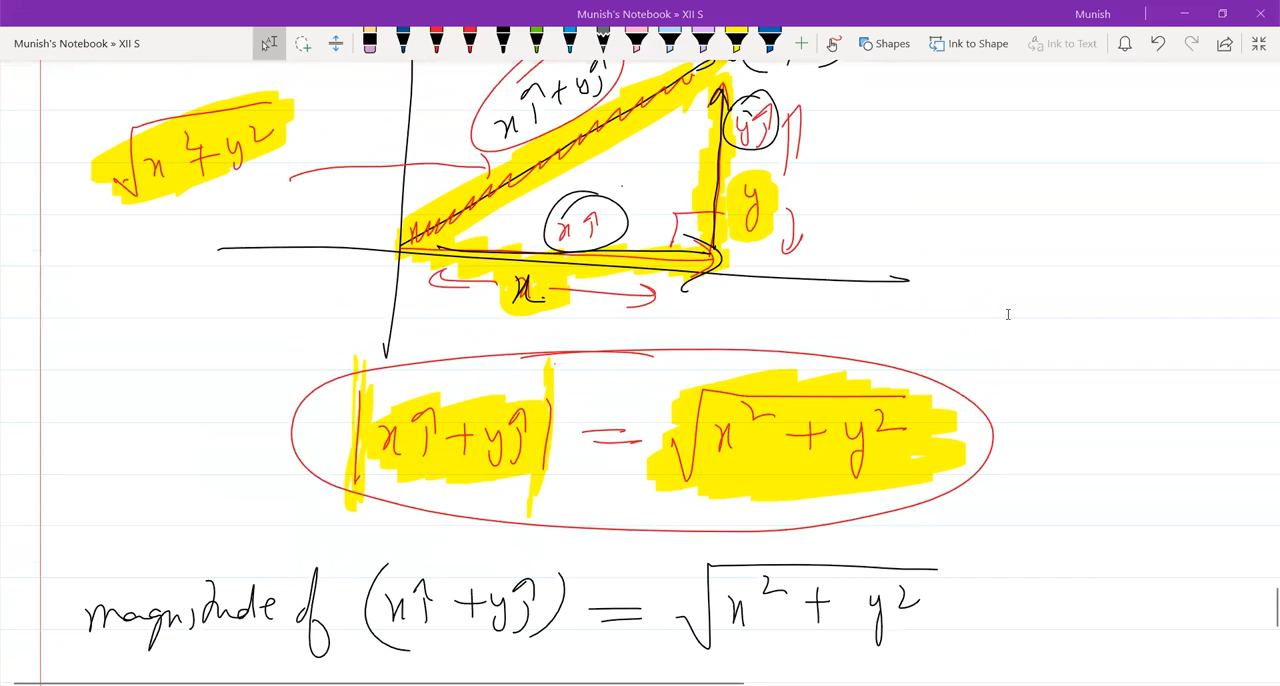 Munish's Notebook » XII S
Munish
Munish's Notebook » XII S
Shapes
Ink to Shape
Ink to Text
xî + yĵ
yĵ
√x²+y²
y
xî
x
|xî + yĵ| = √x² + y²
magnitude of (xî + yĵ) = √x² + y²